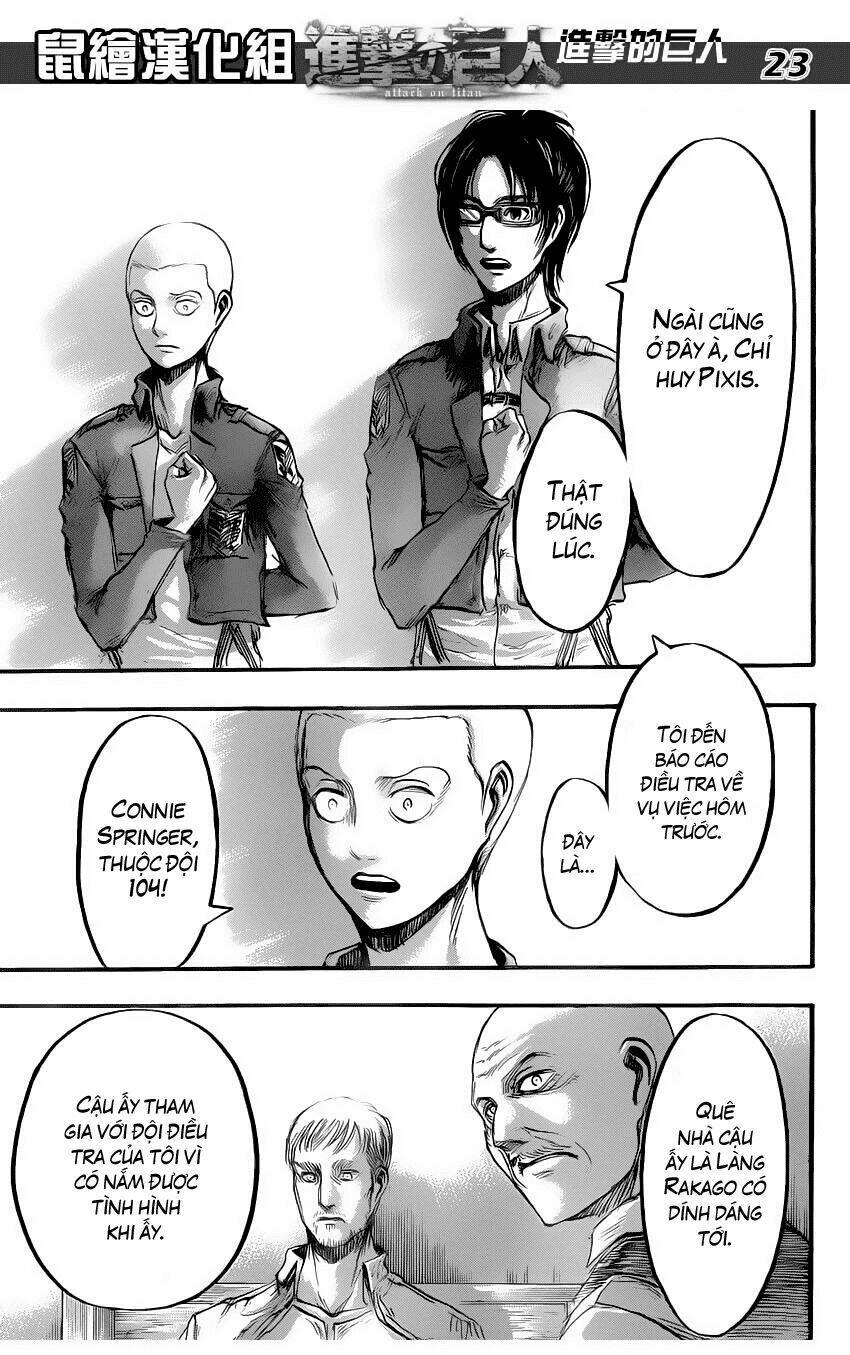 鼠繪漢化組
進撃の巨人
attack on titan
進擊的巨人
23
NGÀI CŨNG
Ở ĐÂY À, CHỈ
HUY PIXIS.
THẬT
ĐÚNG
LÚC.
TÔI ĐẾN
BÁO CÁO
ĐIỀU TRA VỀ
VỤ VIỆC HÔM
TRƯỚC.
ĐÂY
LÀ...
CONNIE
SPRINGER,
THUỘC ĐỘI
104!
QUÊ
NHÀ CẬU
ẤY LÀ LÀNG
RAKAGO CÓ
DÍNH DÁNG
TỚI.
CẬU ẤY THAM
GIA VỚI ĐỘI ĐIỀU
TRA CỦA TÔI VÌ
CÓ NẮM ĐƯỢC
TÌNH HÌNH
KHI ẤY.